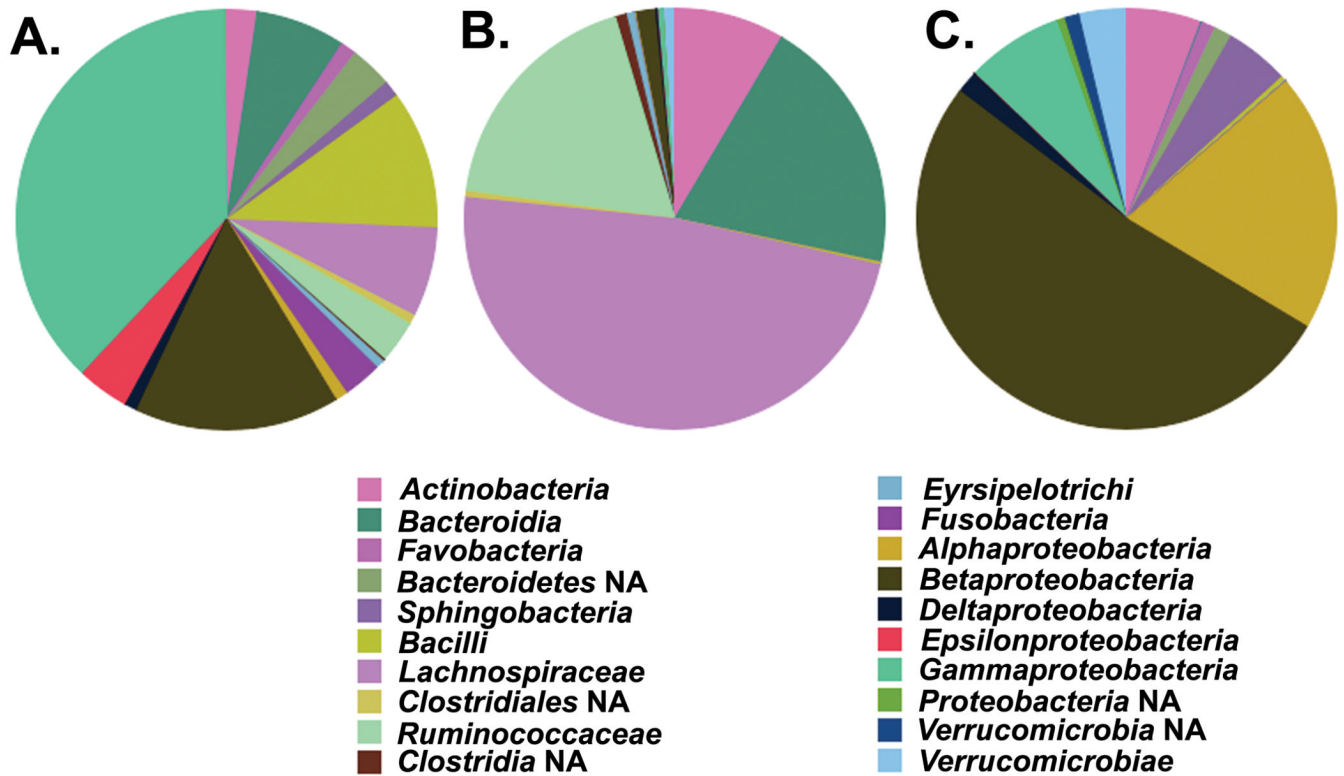 A.
B.
C.
Actinobacteria
Bacteroidia
Favobacteria
Bacteroidetes NA
Sphingobacteria
Bacilli
Lachnospiraceae
Clostridiales NA
Ruminococcaceae
Clostridia NA
Eyrsipelotrichi
Fusobacteria
Alphaproteobacteria
Betaproteobacteria
Deltaproteobacteria
Epsilonproteobacteria
Gammaproteobacteria
Proteobacteria NA
Verrucomicrobia NA
Verrucomicrobiae